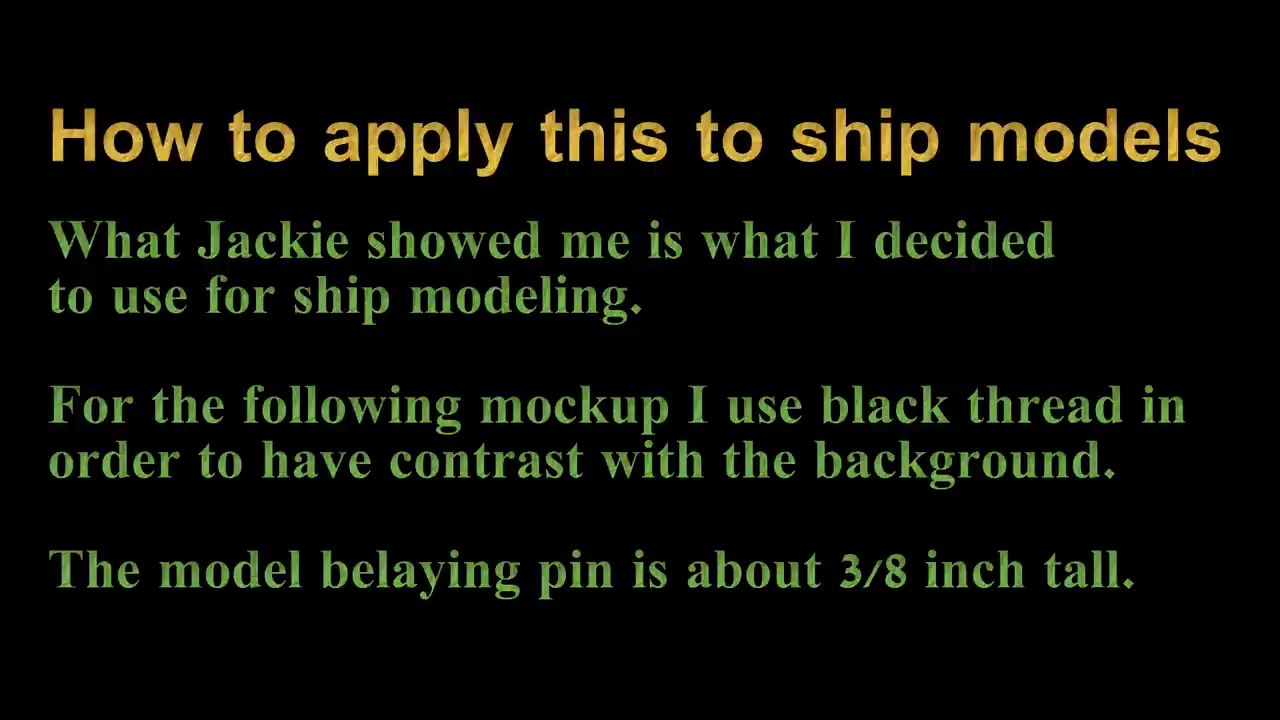 How to apply this to ship models
What Jackie showed me is what I decided
to use for ship modeling.
For the following mockup I use black thread in
order to have contrast with the background.
The model belaying pin is about 3/8 inch tall.